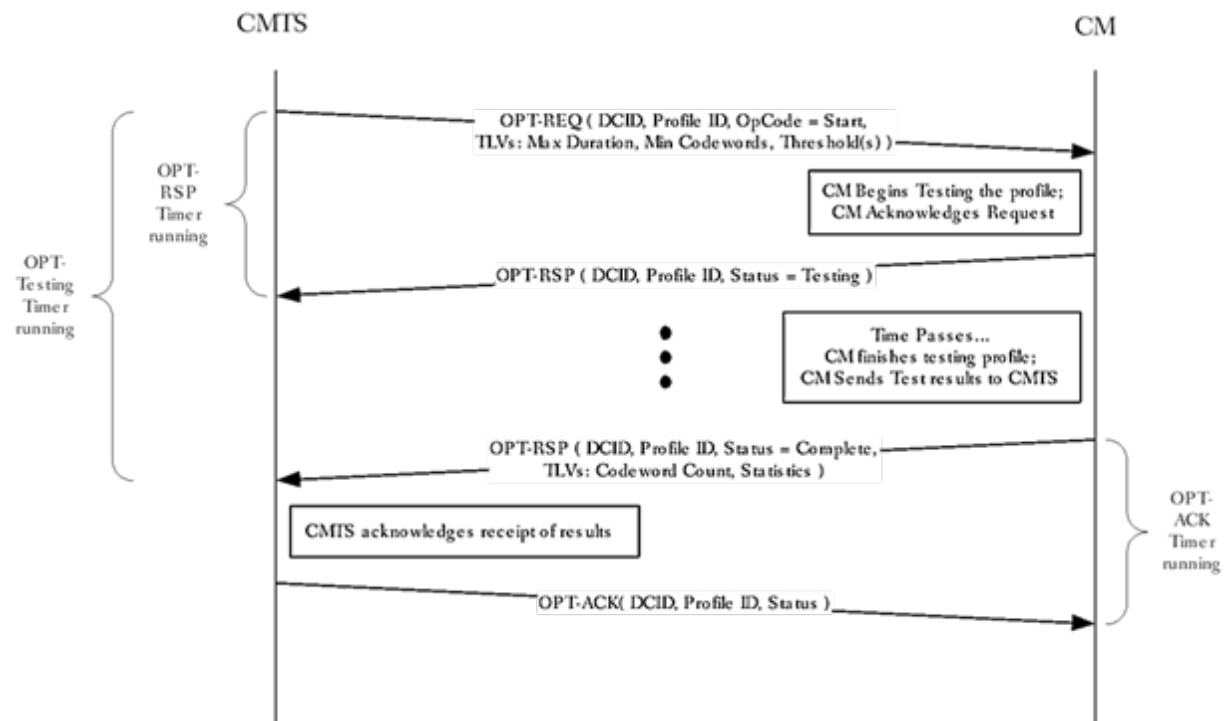 CMTS
CM
OPT-REQ ( DCID, Profile ID, OpCode = Start,
TLVs: Max Duration, Min Codewords, Threshold(s) )
OPT-
RSP
Timer
running
CM Begins Testing the profile;
CM Acknowledges Request
OPT-
Testing
Timer
running
OPT-RSP ( DCID, Profile ID, Status = Testing )
Time Passes...
CM finishes testing profile;
CM Sends Test results to CMTS
OPT-RSP ( DCID, Profile ID, Status = Complete,
TLVs: Codeword Count, Statistics )
CMTS acknowledges receipt of results
OPT-
ACK
Timer
running
OPT-ACK( DCID, Profile ID, Status )